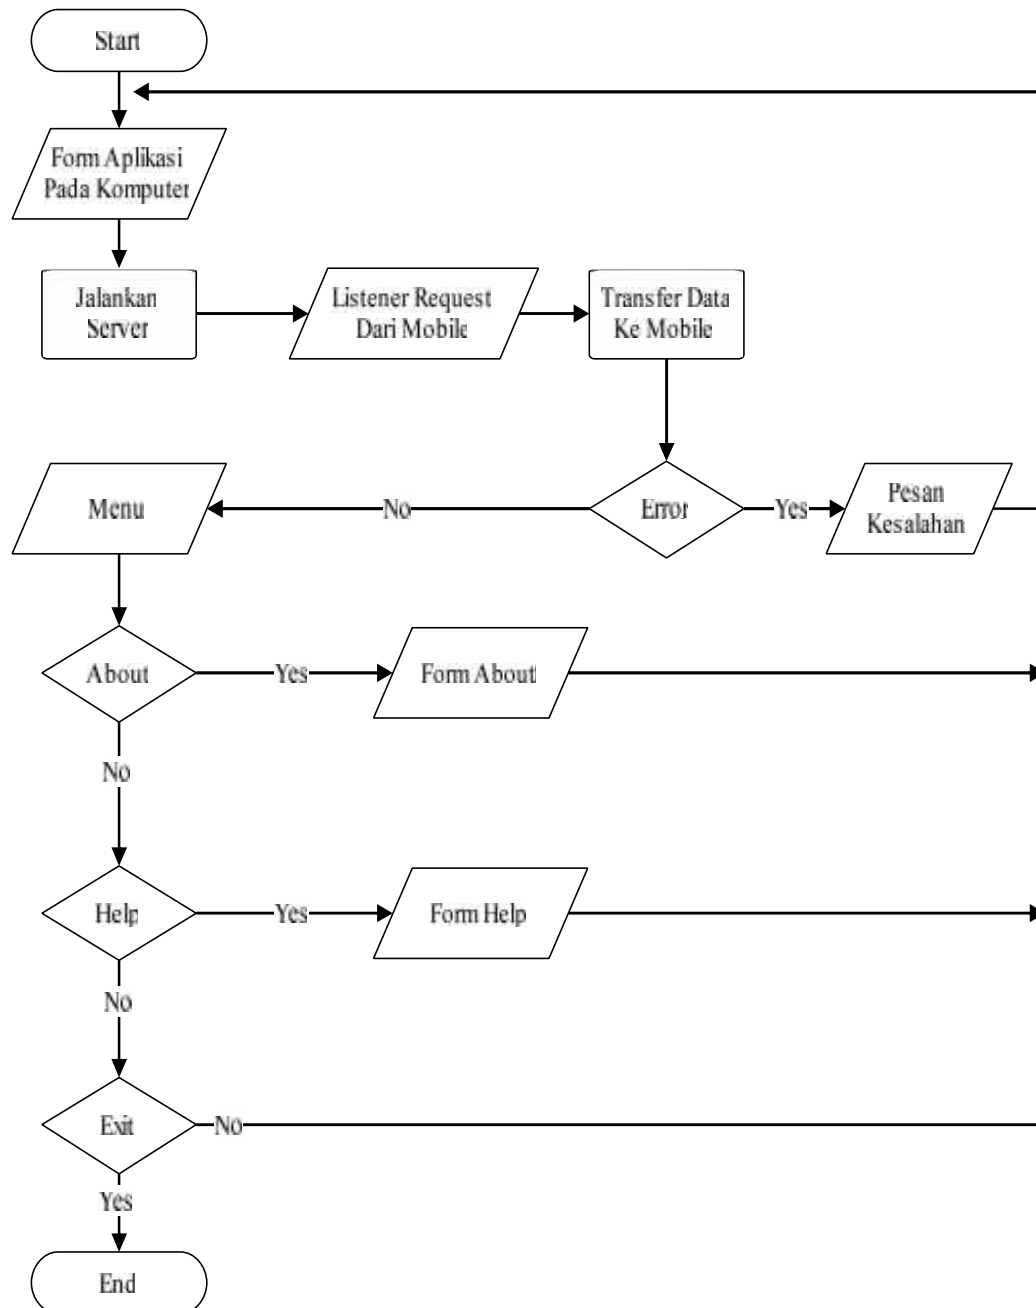 Start
Form Aplikasi
Pada Komputer
Jalankan
Server
Listener Request
Dari Mobile
Transfer Data
Ke Mobile
Menu
No
Error
Yes
Pesan
Kesalahan
About
Yes
Form About
No
Help
Yes
Form Help
No
Exit
No
Yes
End